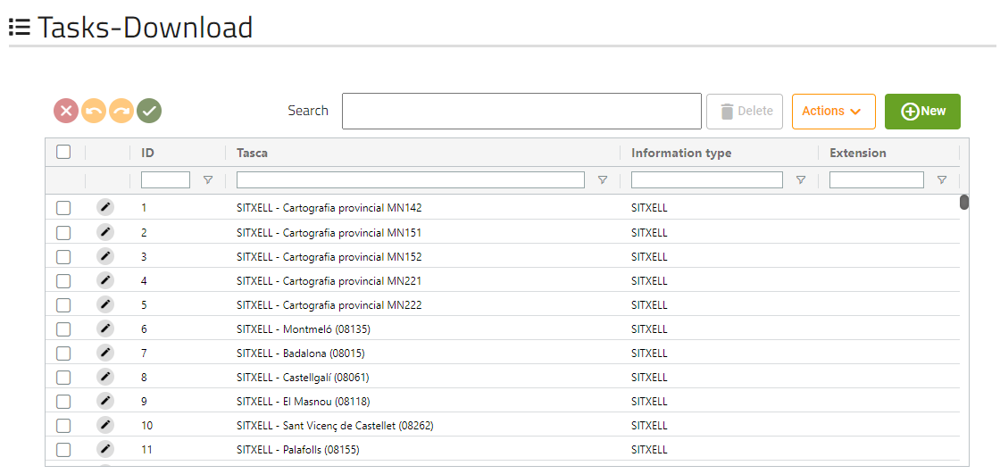 Tasks-Download
Search Delete Actions New
ID Tasca Information type Extension
1 SITXELL - Cartografia provincial MN142 SITXELL
2 SITXELL - Cartografia provincial MN151 SITXELL
3 SITXELL - Cartografia provincial MN152 SITXELL
4 SITXELL - Cartografia provincial MN221 SITXELL
5 SITXELL - Cartografia provincial MN222 SITXELL
6 SITXELL - Montmeló (08135) SITXELL
7 SITXELL - Badalona (08015) SITXELL
8 SITXELL - Castellgalí (08061) SITXELL
9 SITXELL - El Masnou (08118) SITXELL
10 SITXELL - Sant Vicenç de Castellet (08262) SITXELL
11 SITXELL - Palafolls (08155) SITXELL